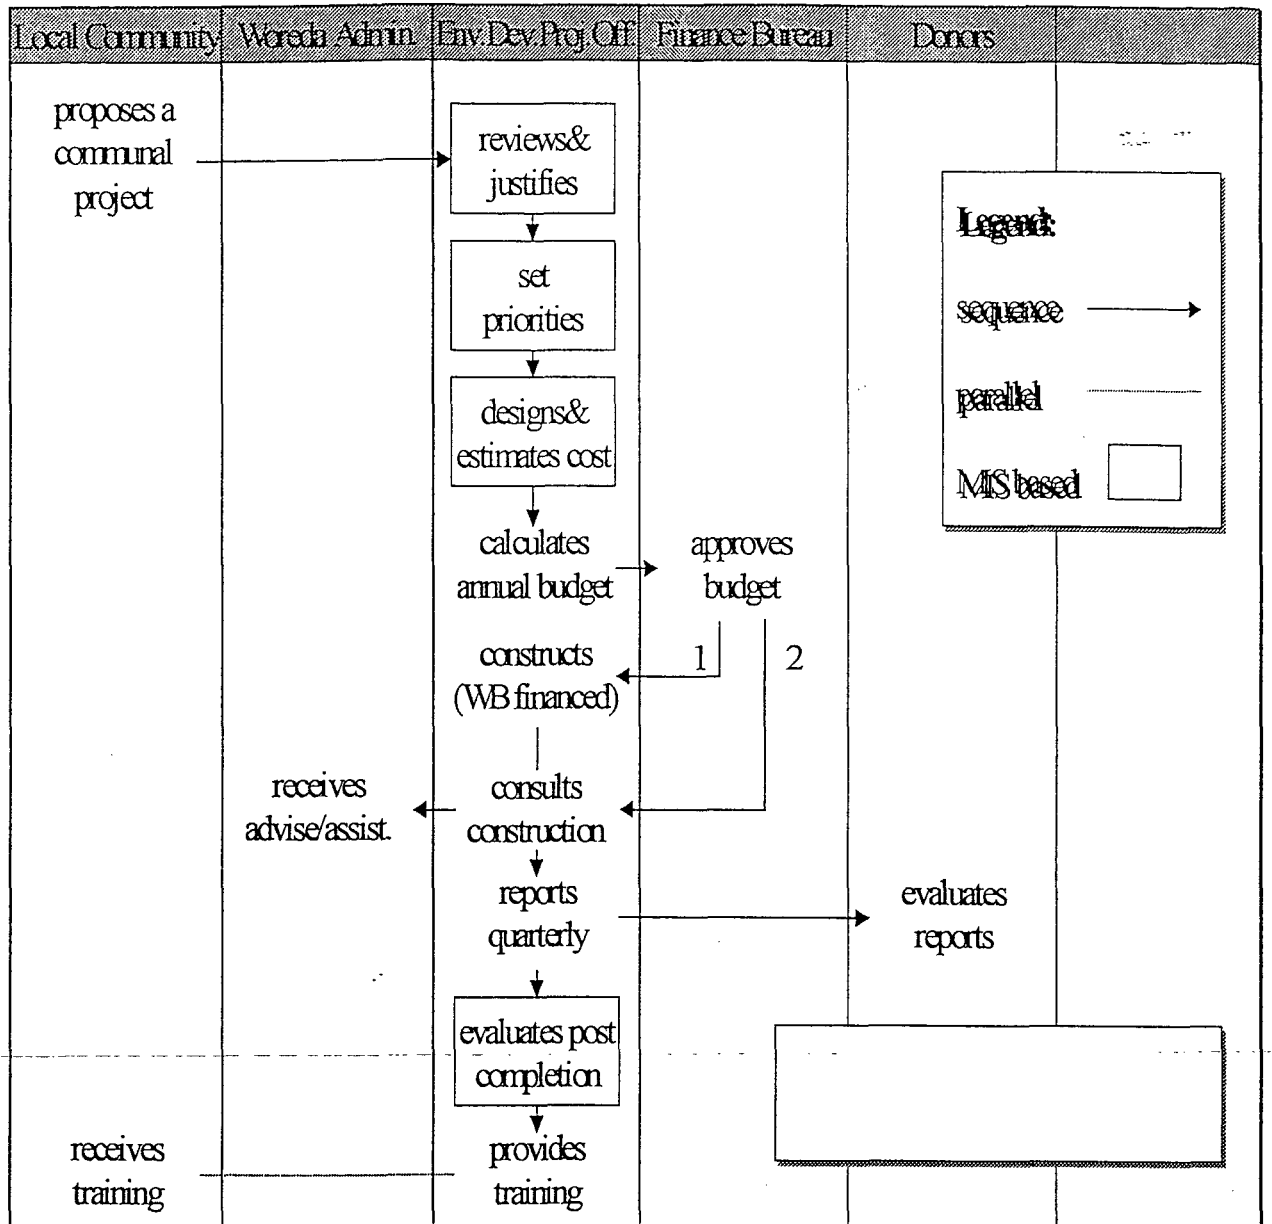 Local Community Woreda Admin. Env. Dev. Proj. Off. Finance Bureau Donors
proposes a
communal
project
reviews&
justifies
set
priorities
designs&
estimates cost
calculates
annual budget
approves
budget
1 2
constructs
(WB financed)
receives
advise/assist.
consults
construction
reports
quarterly
evaluates
reports
evaluates post
completion
receives
training
provides
training
Legend:
sequence
parallel
MIS based